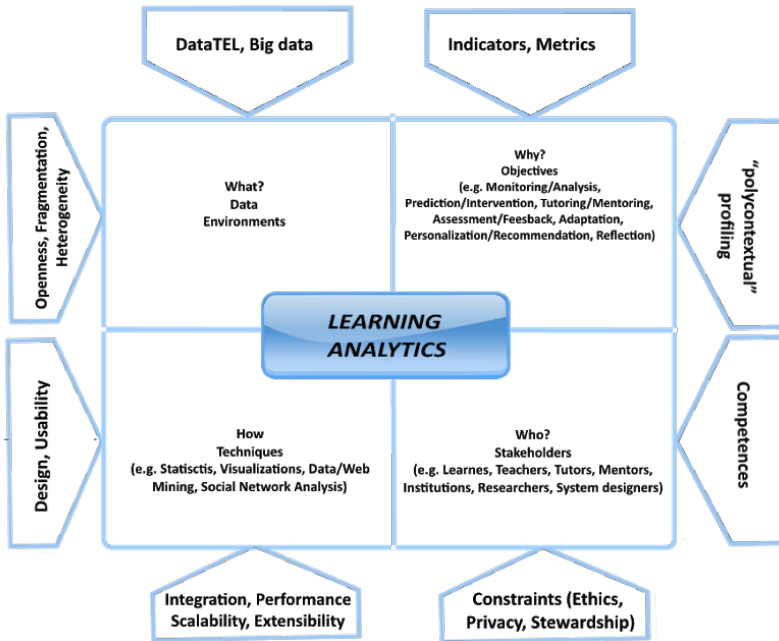 DataTEL, Big data
Indicators, Metrics
Openness, Fragmentation,
Heterogeneity
What?
Data
Environments
Why?
Objectives
(e.g. Monitoring/Analysis,
Prediction/Intervention, Tutoring/Mentoring,
Assessment/Feesback, Adaptation,
Personalization/Recommendation, Reflection)
"polycontextual"
profiling
LEARNING
ANALYTICS
Design, Usability
How
Techniques
(e.g. Statisctis, Visualizations, Data/Web
Mining, Social Network Analysis)
Who?
Stakeholders
(e.g. Learnes, Teachers, Tutors, Mentors,
Institutions, Researchers, System designers)
Competences
Integration, Performance
Scalability, Extensibility
Constraints (Ethics,
Privacy, Stewardship)